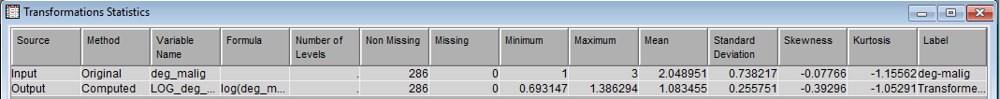 Transformations Statistics
Source Method Variable Name Formula Number of Levels Non Missing Missing Minimum Maximum Mean Standard Deviation Skewness Kurtosis Label
Input Original deg_malig . 286 0 1 3 2.048951 0.738217 -0.07766 -1.15562 deg-malig
Output Computed LOG_deg_... log(deg_m... . 286 0 0.693147 1.386294 1.083455 0.255751 -0.39296 -1.05291 Transforme...